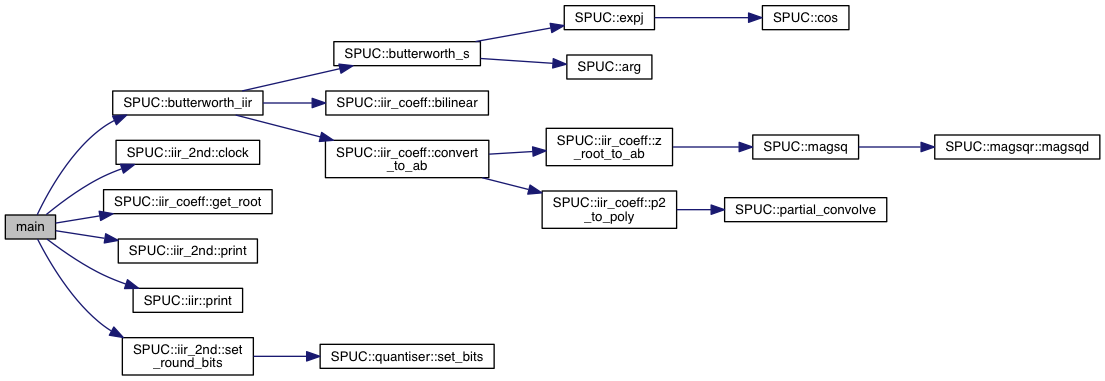 main
SPUC::butterworth_iir
SPUC::butterworth_s
SPUC::expj
SPUC::cos
SPUC::arg
SPUC::iir_coeff::bilinear
SPUC::iir_coeff::convert
_to_ab
SPUC::iir_coeff::z
_root_to_ab
SPUC::magsq
SPUC::magsqr::magsqd
SPUC::iir_coeff::p2
_to_poly
SPUC::partial_convolve
SPUC::iir_2nd::clock
SPUC::iir_coeff::get_root
SPUC::iir_2nd::print
SPUC::iir::print
SPUC::iir_2nd::set
_round_bits
SPUC::quantiser::set_bits